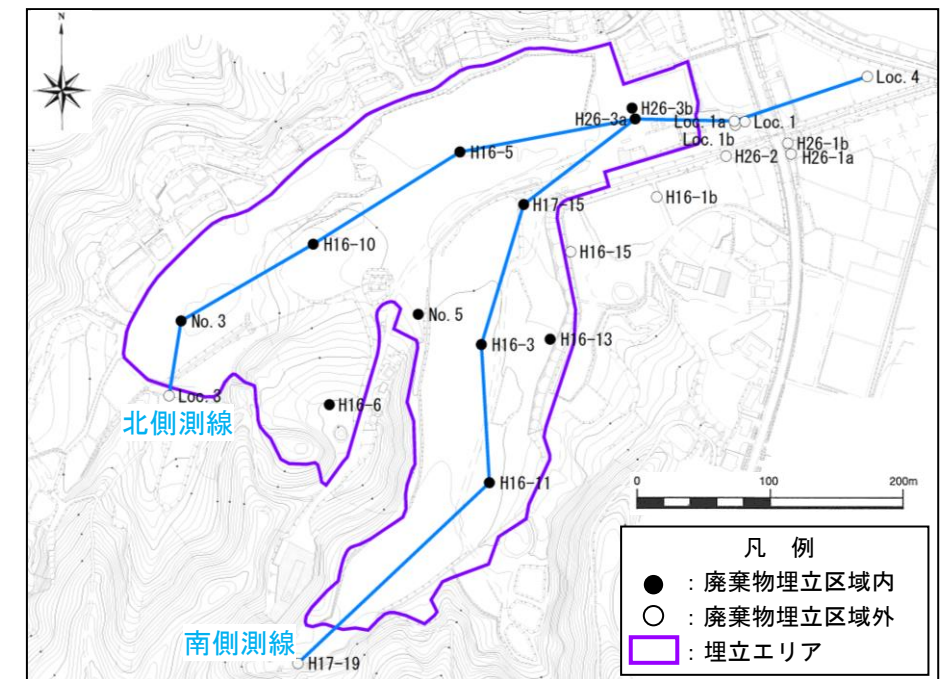 N
Loc. 4
H26-3b
H26-3a
Loc. 1a
Loc. 1
Loc. 1b
H26-1b
H26-2
H26-1a
H16-5
H17-15
H16-1b
H16-10
H16-15
No. 3
No. 5
H16-3
H16-13
Loc. 3
H16-6
北側測線
H16-11
0 100 200m
南側測線
H17-19
凡 例
● : 廃棄物埋立区域内
○ : 廃棄物埋立区域外
: 埋立エリア